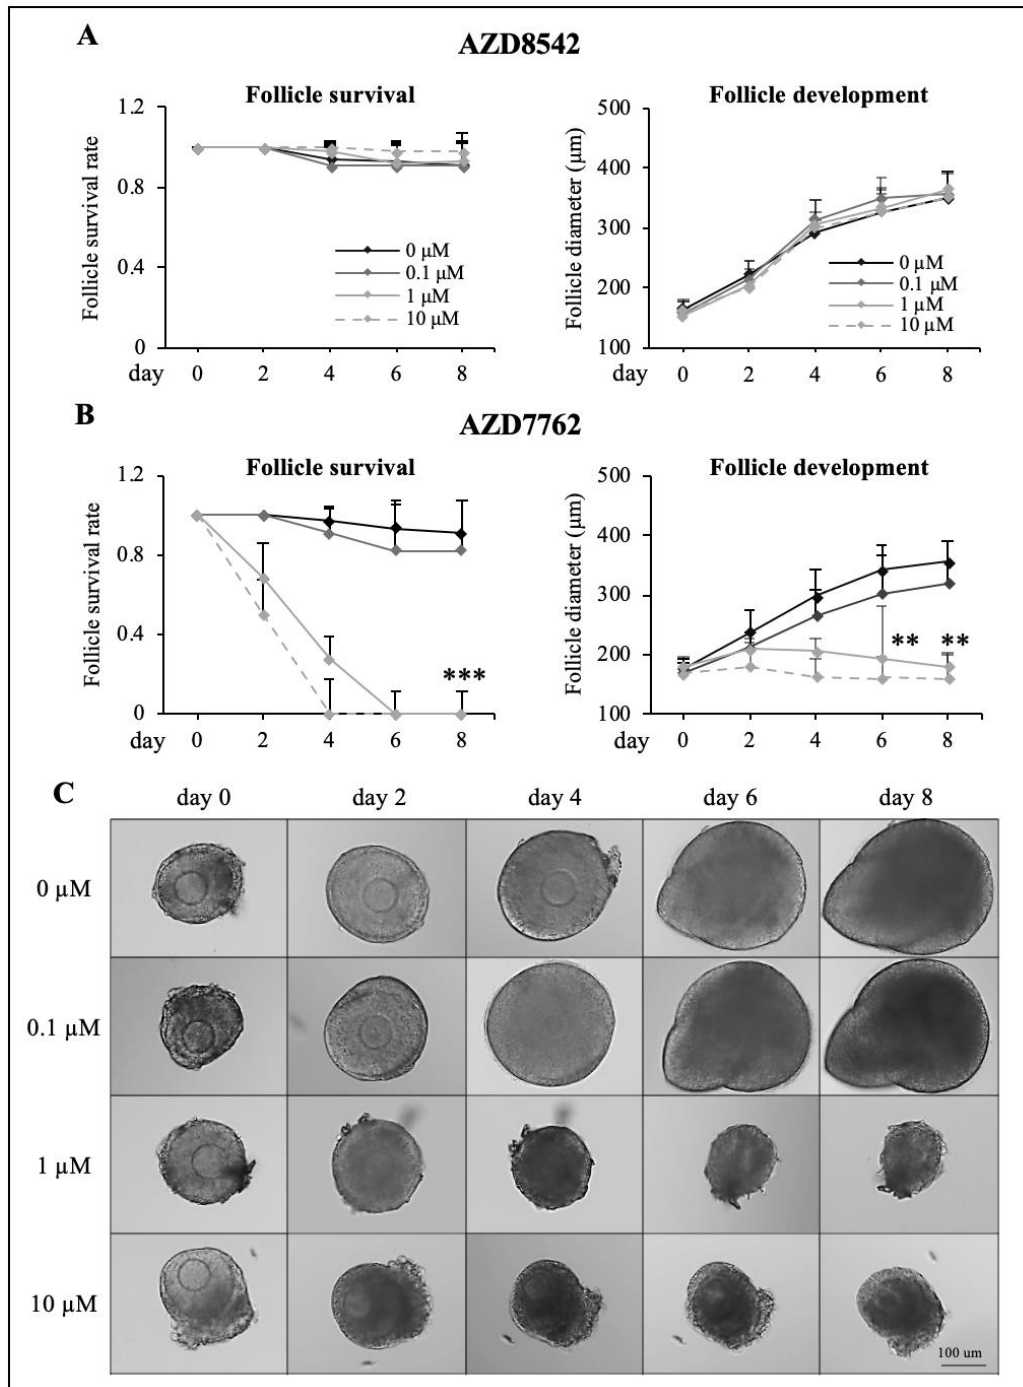 A
AZD8542
Follicle survival
Follicle survival rate
1.2
0.8
0.4
0
0 µM
0.1 µM
1 µM
10 µM
day 0 2 4 6 8
Follicle development
Follicle diameter (µm)
500
400
300
200
100
0 µM
0.1 µM
1 µM
10 µM
day 0 2 4 6 8
B
AZD7762
Follicle survival
Follicle survival rate
1.2
0.8
0.4
0
***
day 0 2 4 6 8
Follicle development
Follicle diameter (µm)
500
400
300
200
100
** **
day 0 2 4 6 8
C
day 0 day 2 day 4 day 6 day 8
0 µM
0.1 µM
1 µM
10 µM
100 um